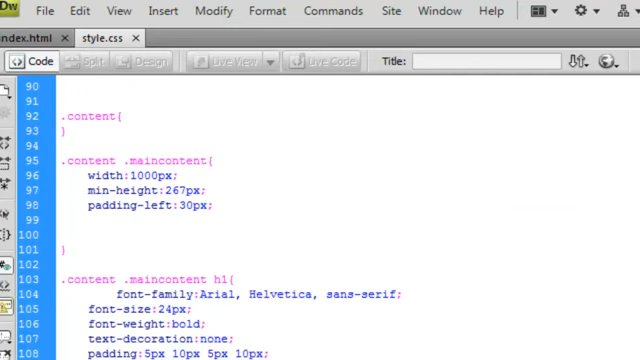 Dw File Edit View Insert Modify Format Commands Site Window Help
index.html × style.css ×
Code Split Design Live View Live Code Title:
90
91
92 .content{
93 }
94
95 .content .maincontent{
96 width:1000px;
97 min-height:267px;
98 padding-left:30px;
99
100
101 }
102
103 .content .maincontent h1{
104 font-family:Arial, Helvetica, sans-serif;
105 font-size:24px;
106 font-weight:bold;
107 text-decoration:none;
108 padding:5px 10px 5px 10px;